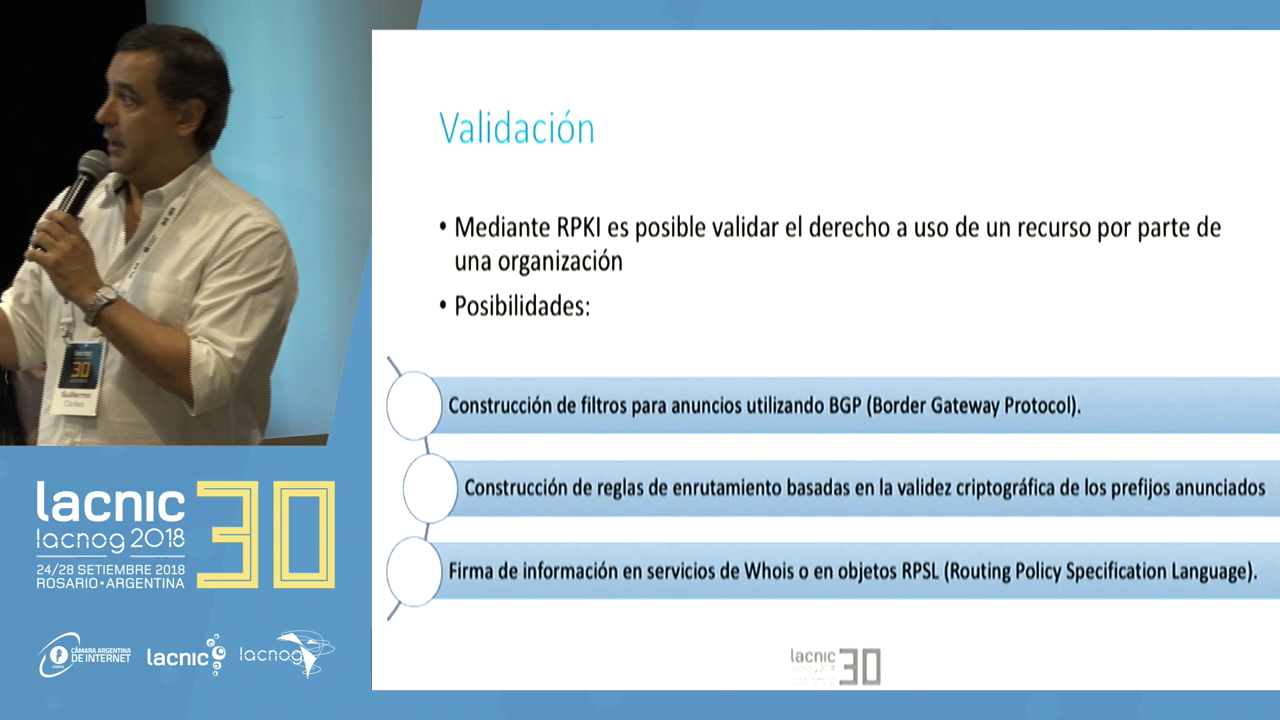 Validación
• Mediante RPKI es posible validar el derecho a uso de un recurso por parte de
una organización
• Posibilidades:
Construcción de filtros para anuncios utilizando BGP (Border Gateway Protocol).
Construcción de reglas de enrutamiento basadas en la validez criptográfica de los prefijos anunciados
Firma de información en servicios de Whois o en objetos RPSL (Routing Policy Specification Language).
lacnic 30
lacnic
30
Guillermo
lacnic 30
lacnog 2018
24/28 SETIEMBRE 2018
ROSARIO • ARGENTINA
CÁMARA ARGENTINA
DE INTERNET
lacnic
lacnog